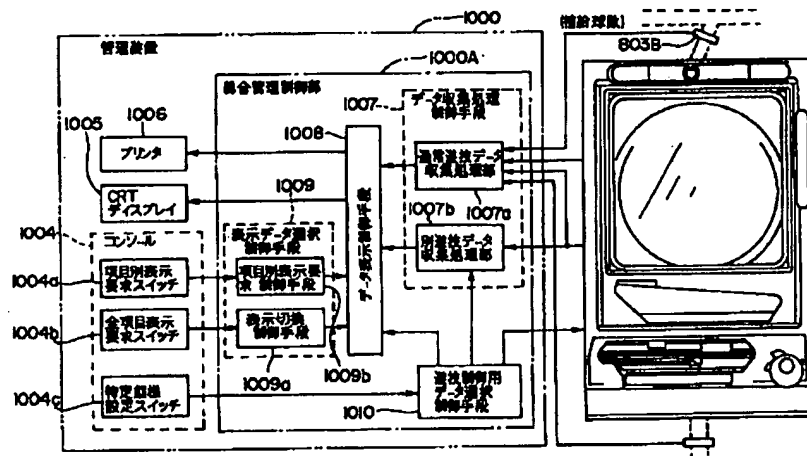 1000
(補給球数)
803B
管理装置
1000A
総合管理制御部
1007
データ収集処理
制御手段
1006
1008
1005
プリンタ
通常遊技データ
収集処理部
CRT
ディスプレイ
1009
1007b
1007a
1004
コンソール
表示データ選択
制御手段
データ表示制御手段
別遊技データ
収集処理部
1004a
項目別表示
要求スイッチ
項目別表示要
求制御手段
1004b
全項目表示
要求スイッチ
表示切換
制御手段
1009b
1009a
1004c
特定遊技
設定スイッチ
1010
遊技制御用
データ選択
制御手段